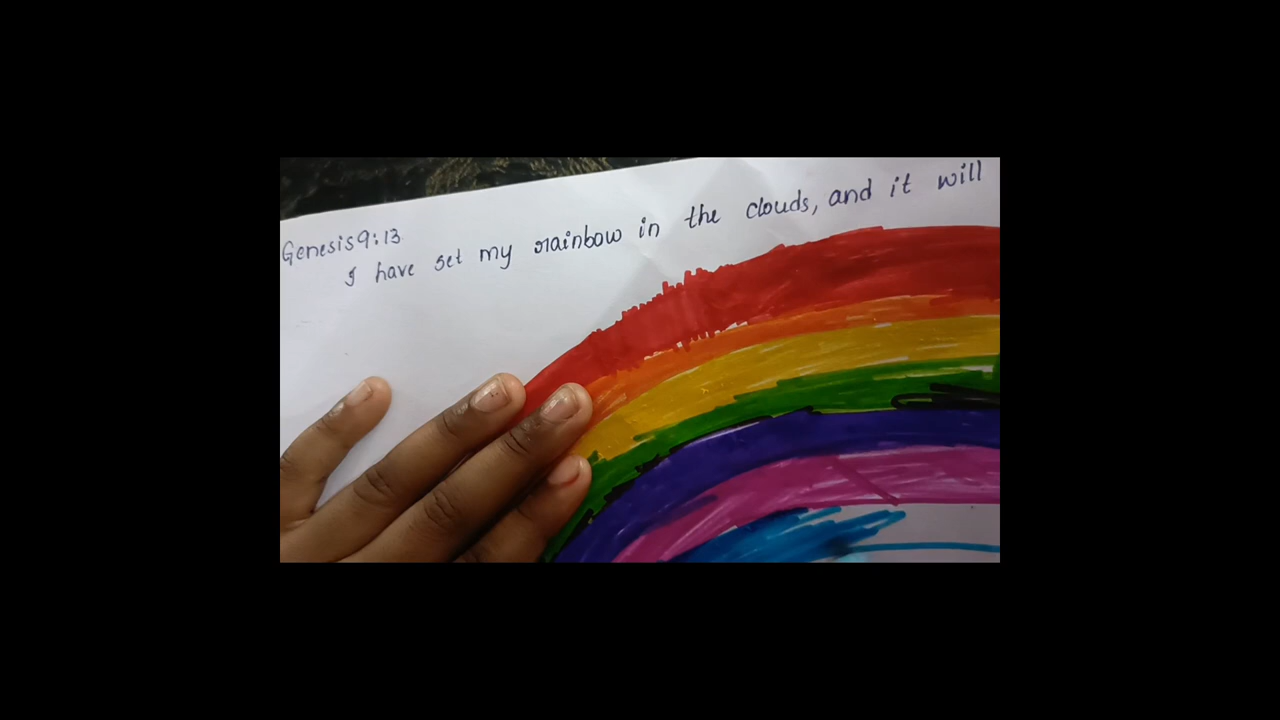 Genesis 9:13
I have set my rainbow in the clouds, and it will